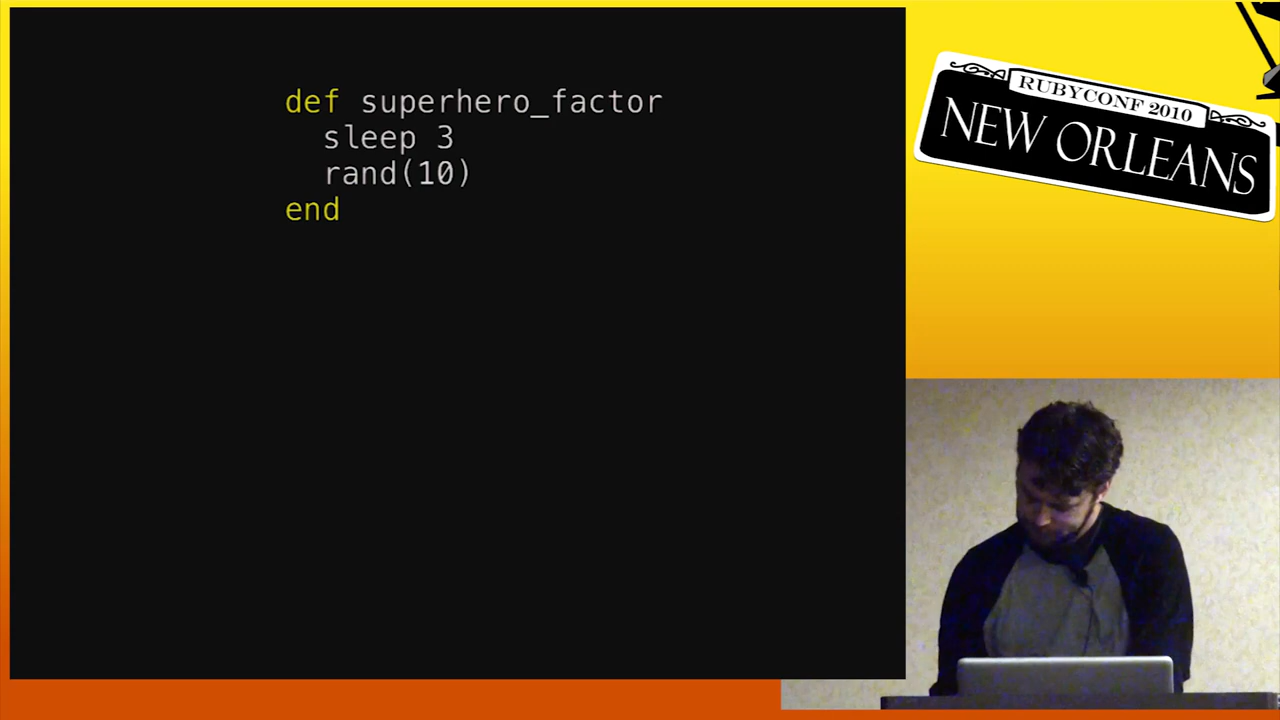 def superhero_factor
  sleep 3
  rand(10)
end
RUBYCONF 2010
NEW ORLEANS